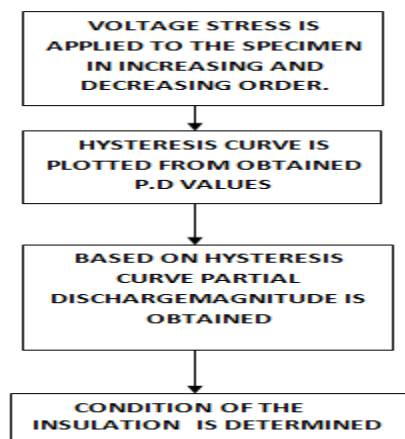 VOLTAGE STRESS IS
APPLIED TO THE SPECIMEN
IN INCREASING AND
DECREASING ORDER.
HYSTERESIS CURVE IS
PLOTTED FROM OBTAINED
P.D VALUES
BASED ON HYSTERESIS
CURVE PARTIAL
DISCHARGEMAGNITUDE IS
OBTAINED
CONDITION OF THE
INSULATION IS DETERMINED